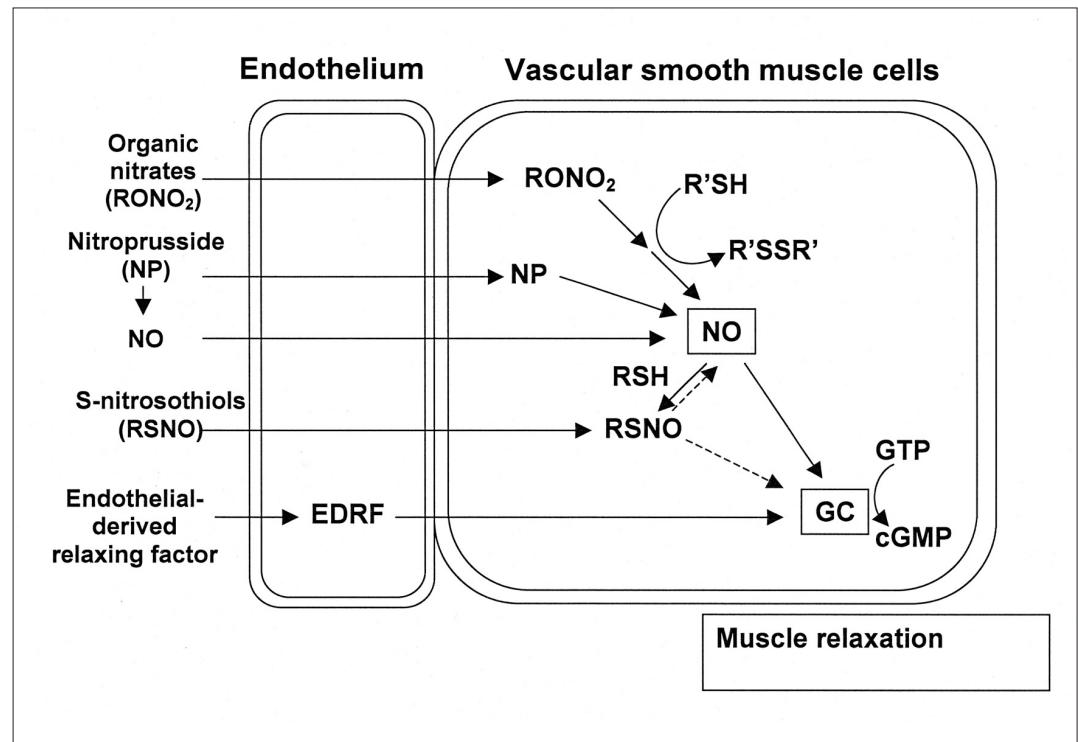 Endothelium
Vascular smooth muscle cells
Organic
nitrates
(RONO₂)
RONO₂
R'SH
R'SSR'
Nitroprusside
(NP)
NP
NO
NO
RSH
S-nitrosothiols
(RSNO)
RSNO
GTP
Endothelial-
derived
relaxing factor
EDRF
GC
cGMP
Muscle relaxation